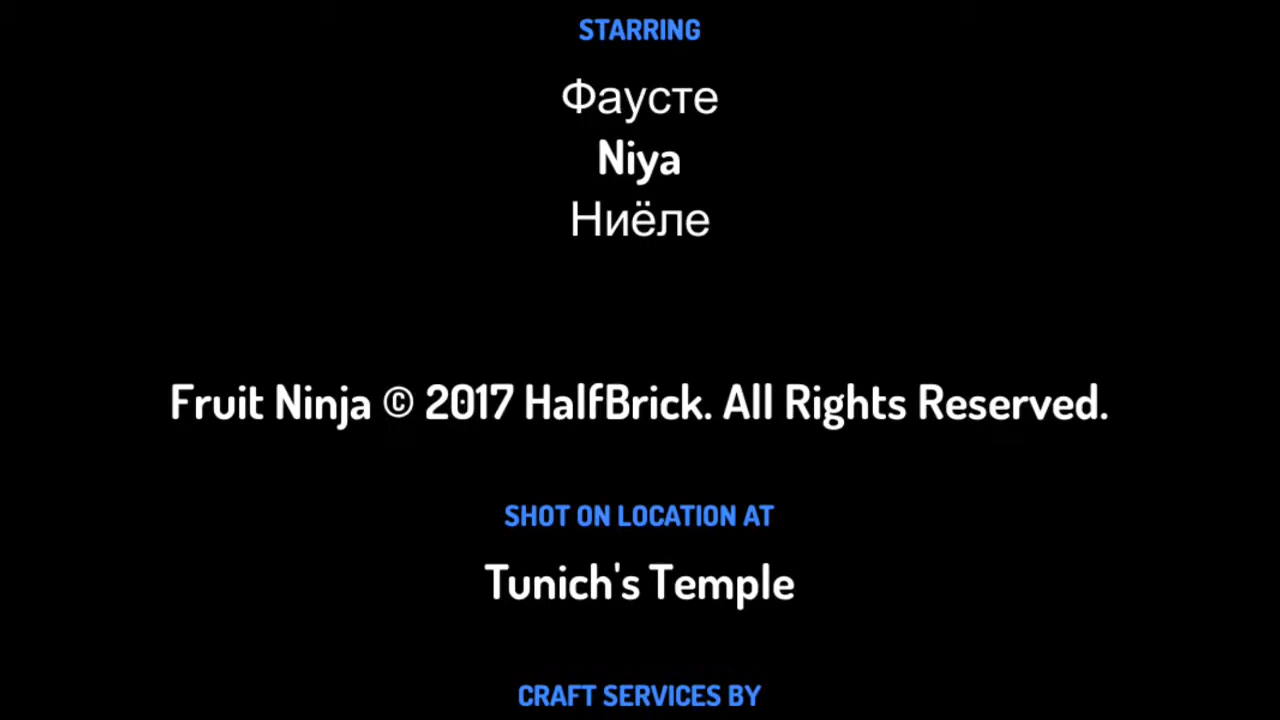 STARRING
Фаусте
Niya
Ниёле
Fruit Ninja © 2017 HalfBrick. All Rights Reserved.
SHOT ON LOCATION AT
Tunich's Temple
CRAFT SERVICES BY